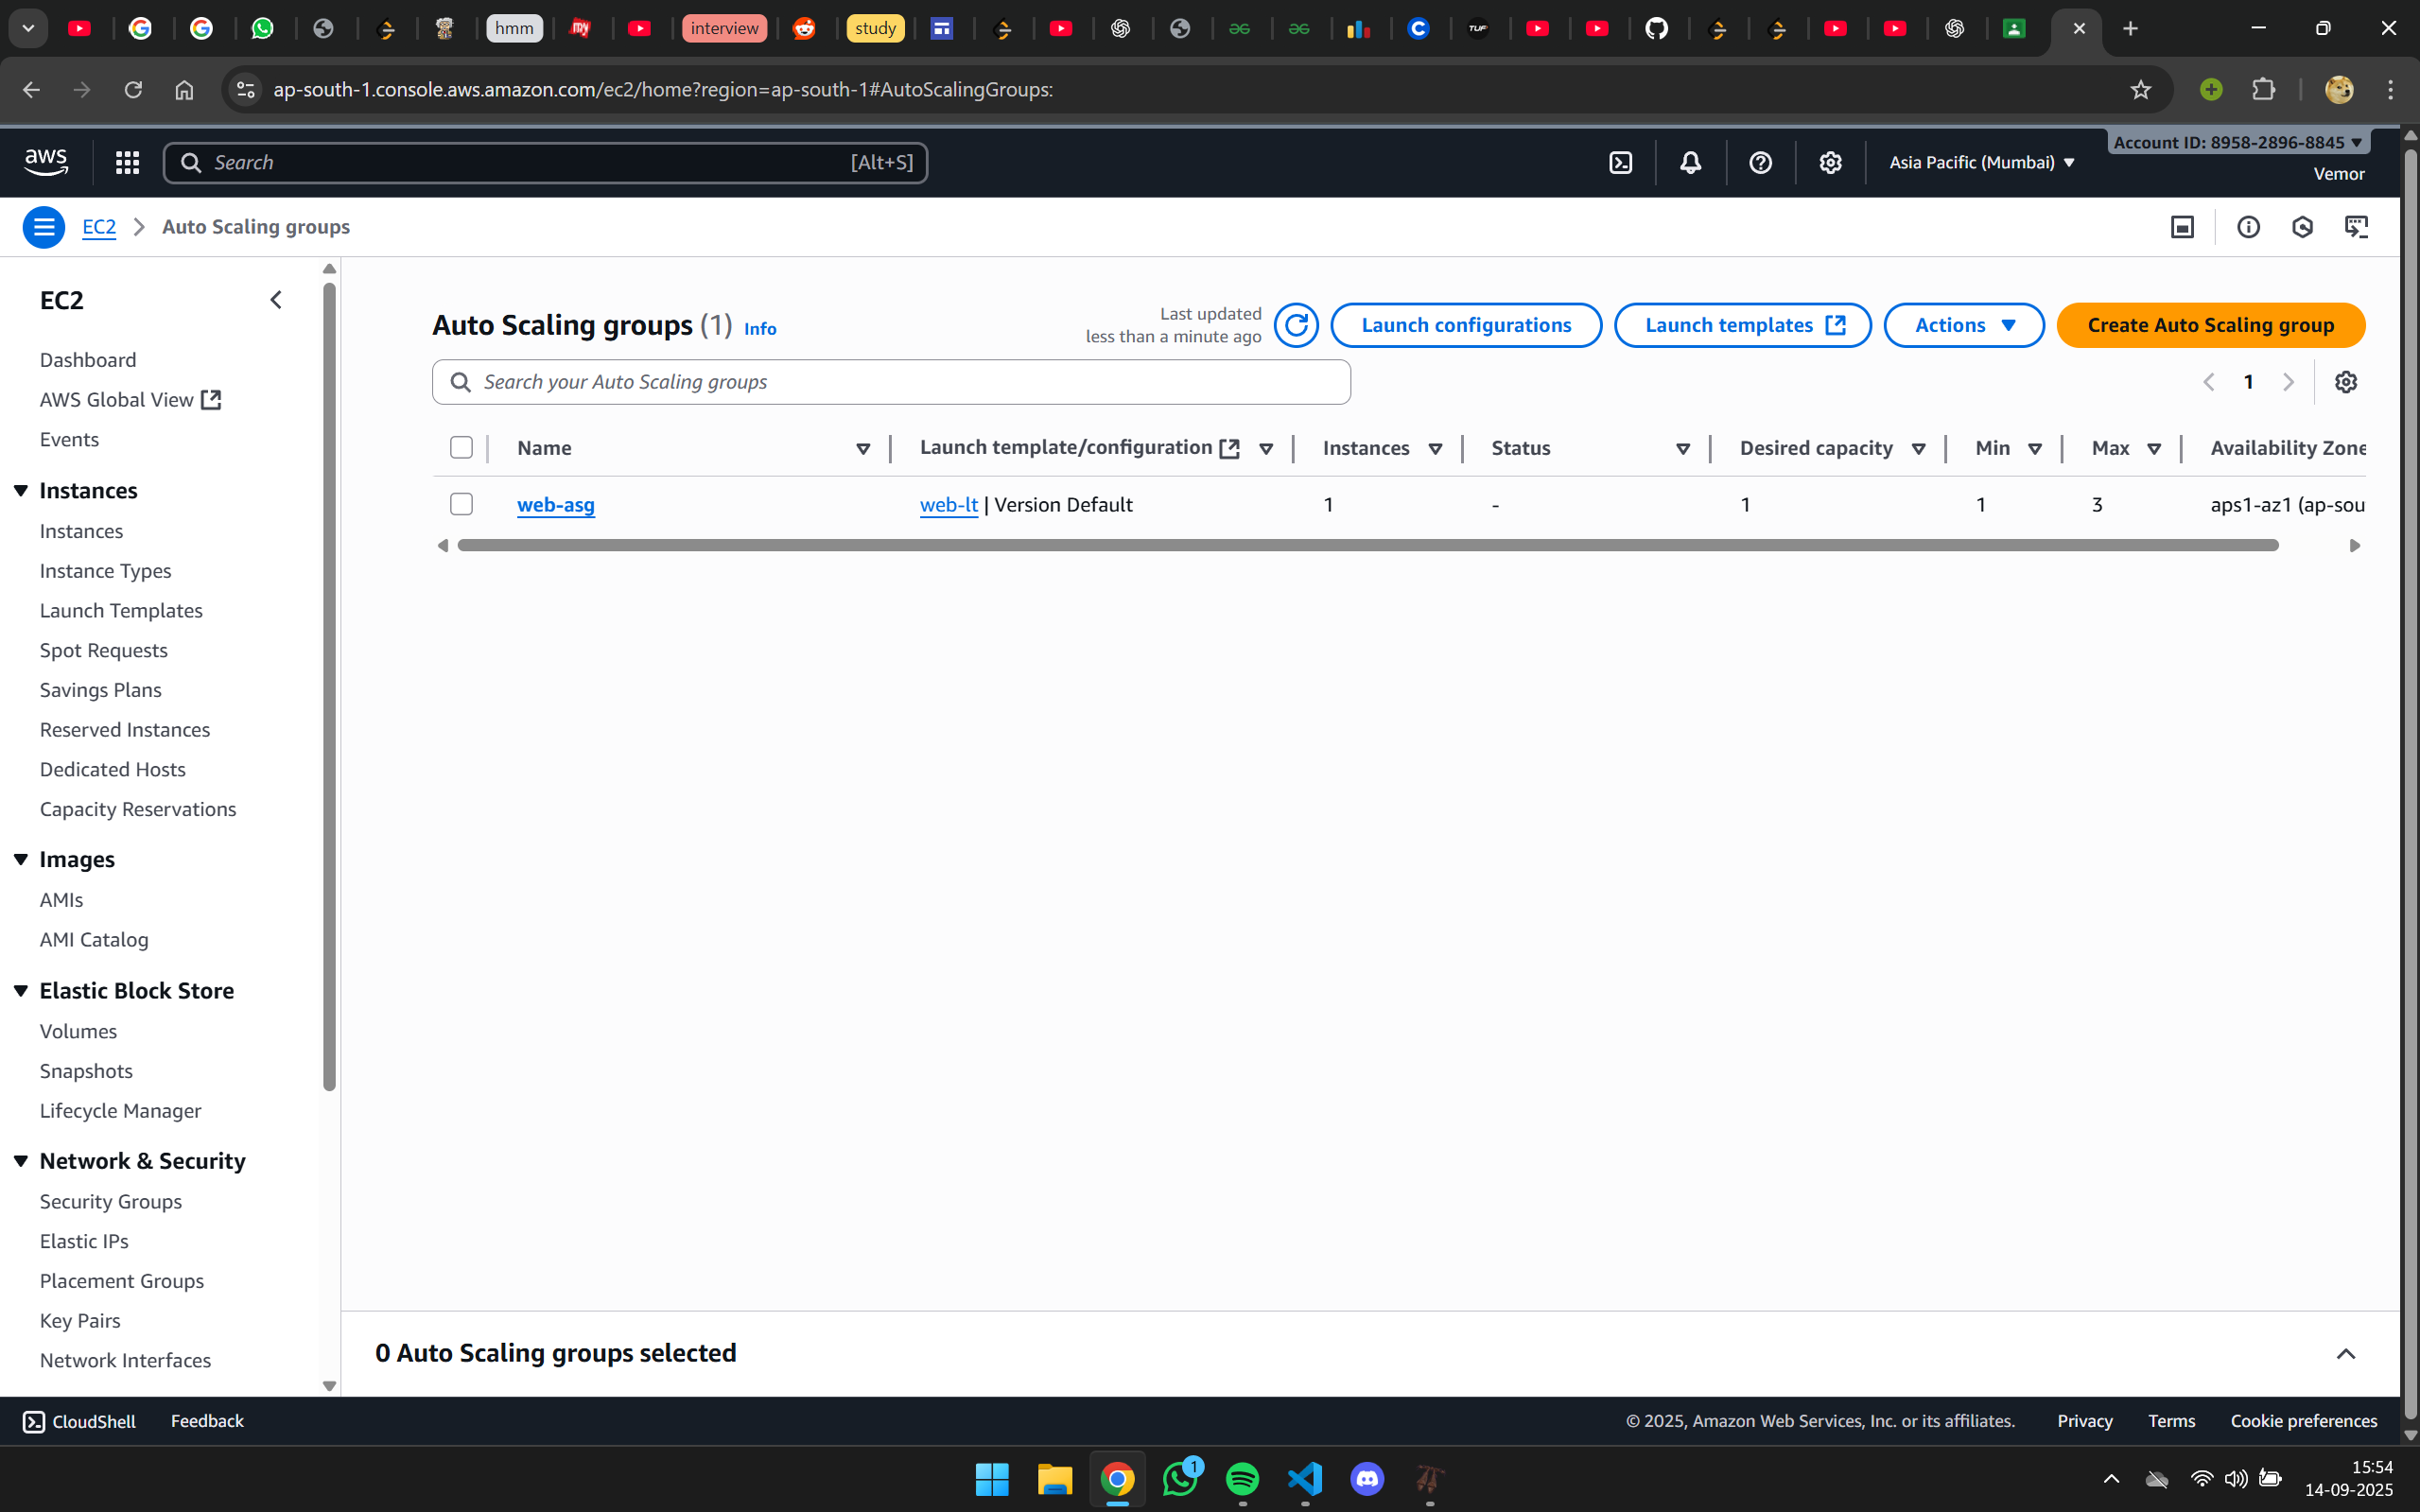 hmm
interview
study
ap-south-1.console.aws.amazon.com/ec2/home?region=ap-south-1#AutoScalingGroups:
aws
Search
[Alt+S]
Asia Pacific (Mumbai)
Account ID: 8958-2896-8845
Vemor
EC2
Auto Scaling groups
EC2
Dashboard
AWS Global View
Events
Instances
Instances
Instance Types
Launch Templates
Spot Requests
Savings Plans
Reserved Instances
Dedicated Hosts
Capacity Reservations
Images
AMIs
AMI Catalog
Elastic Block Store
Volumes
Snapshots
Lifecycle Manager
Network & Security
Security Groups
Elastic IPs
Placement Groups
Key Pairs
Network Interfaces
Auto Scaling groups (1) Info
Last updated
less than a minute ago
Launch configurations
Launch templates
Actions
Create Auto Scaling group
Search your Auto Scaling groups
1
Name Launch template/configuration Instances Status Desired capacity Min Max Availability Zone
web-asg web-lt | Version Default 1 - 1 1 3 aps1-az1 (ap-sou
0 Auto Scaling groups selected
CloudShell
Feedback
© 2025, Amazon Web Services, Inc. or its affiliates.
Privacy
Terms
Cookie preferences
1
15:54
14-09-2025